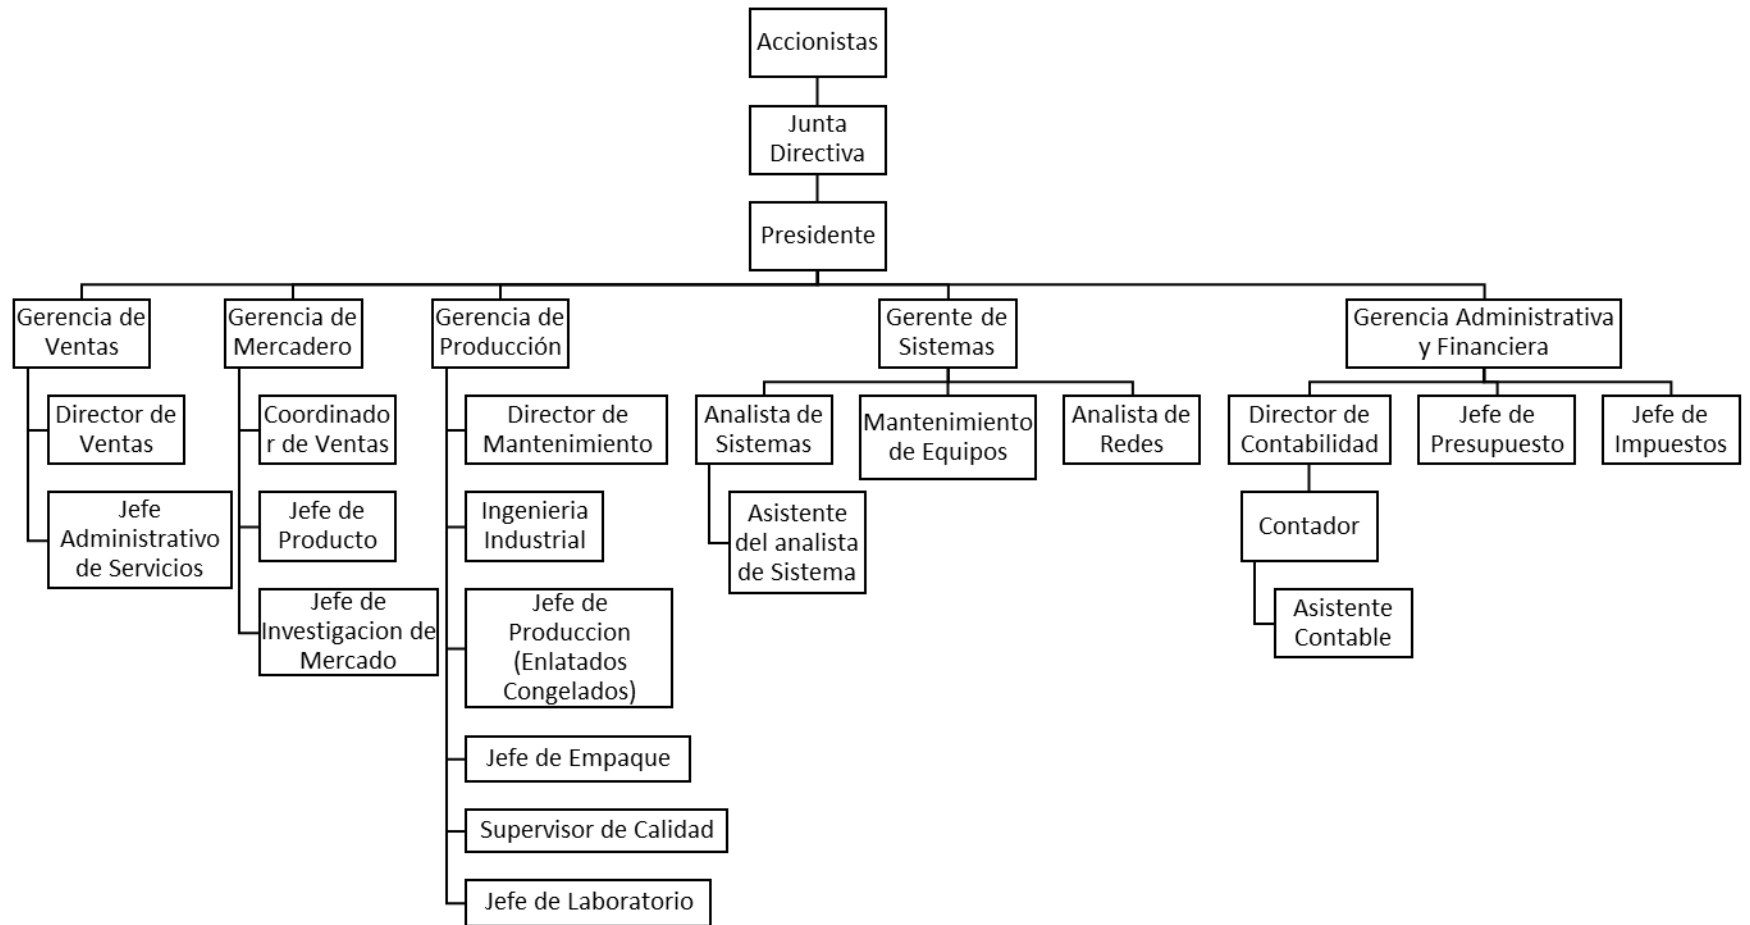 Accionistas
Junta
Directiva
Presidente
Gerencia de
Ventas
Gerencia de
Mercadero
Gerencia de
Producción
Gerente de
Sistemas
Gerencia Administrativa
y Financiera
Director de
Ventas
Jefe
Administrativo
de Servicios
Coordinado
r de Ventas
Jefe de
Producto
Jefe de
Investigacion de
Mercado
Director de
Mantenimiento
Ingenieria
Industrial
Jefe de
Produccion
(Enlatados
Congelados)
Jefe de Empaque
Supervisor de Calidad
Jefe de Laboratorio
Analista de
Sistemas
Asistente
del analista
de Sistema
Mantenimiento
de Equipos
Analista de
Redes
Director de
Contabilidad
Contador
Asistente
Contable
Jefe de
Presupuesto
Jefe de
Impuestos